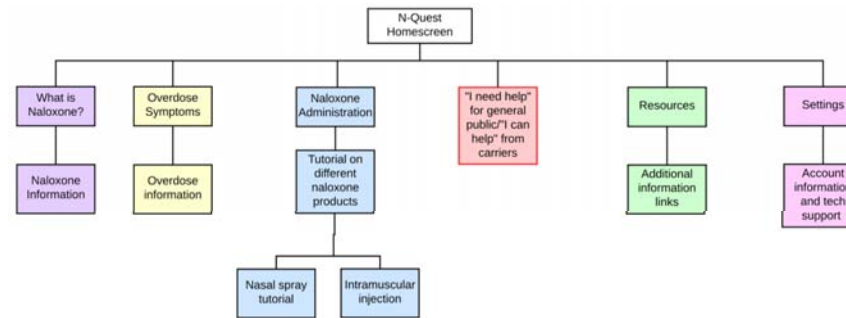 N-Quest
Homescreen
What is
Naloxone?
Overdose
Symptoms
Naloxone
Administration
"I need help"
for general
public/"I can
help" from
carriers
Resources
Settings
Naloxone
Information
Overdose
information
Tutorial on
different
naloxone
products
Additional
information
links
Account
information
and tech
support
Nasal spray
tutorial
Intramuscular
injection